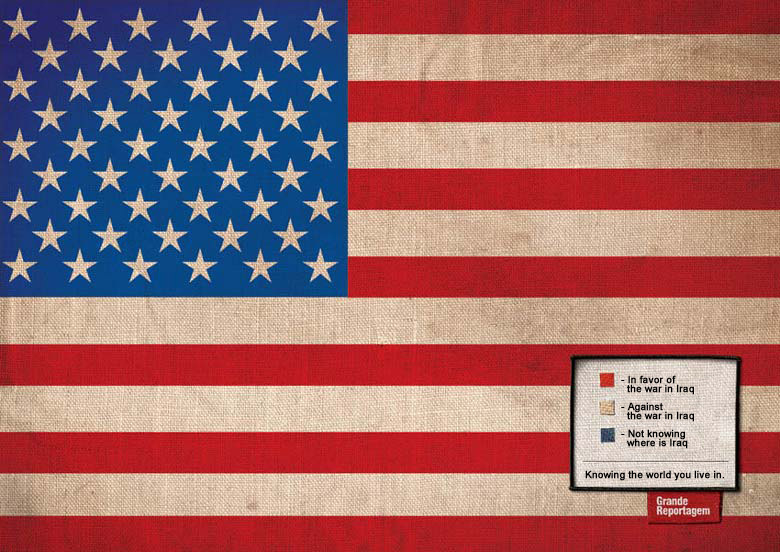 - In favor of
the war in Iraq
- Against
the war in Iraq
- Not knowing
where is Iraq
Knowing the world you live in.
Grande
Reportagem